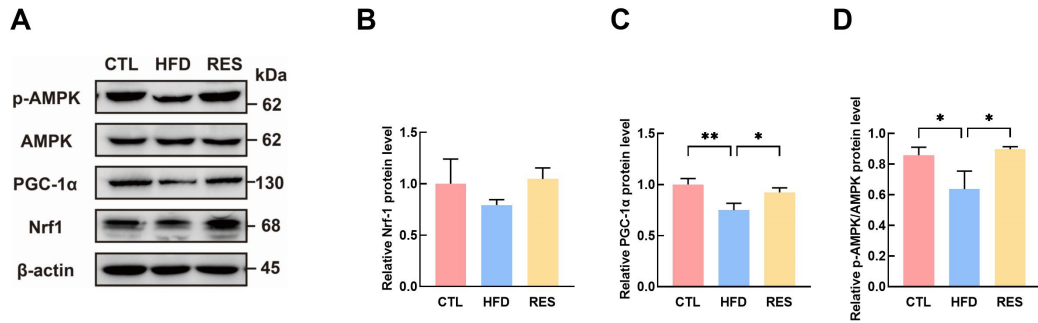 A
CTL HFD RES
kDa
p-AMPK
62
AMPK
62
PGC-1α
130
Nrf1
68
β-actin
45
B
Relative Nrf-1 protein level
1.5
1.0
0.5
0.0
CTL HFD RES
C
Relative PGC-1α protein level
1.5
1.0
0.5
0.0
** *
CTL HFD RES
D
Relative p-AMPK/AMPK protein level
1.0
0.8
0.6
0.4
0.2
0.0
* *
CTL HFD RES